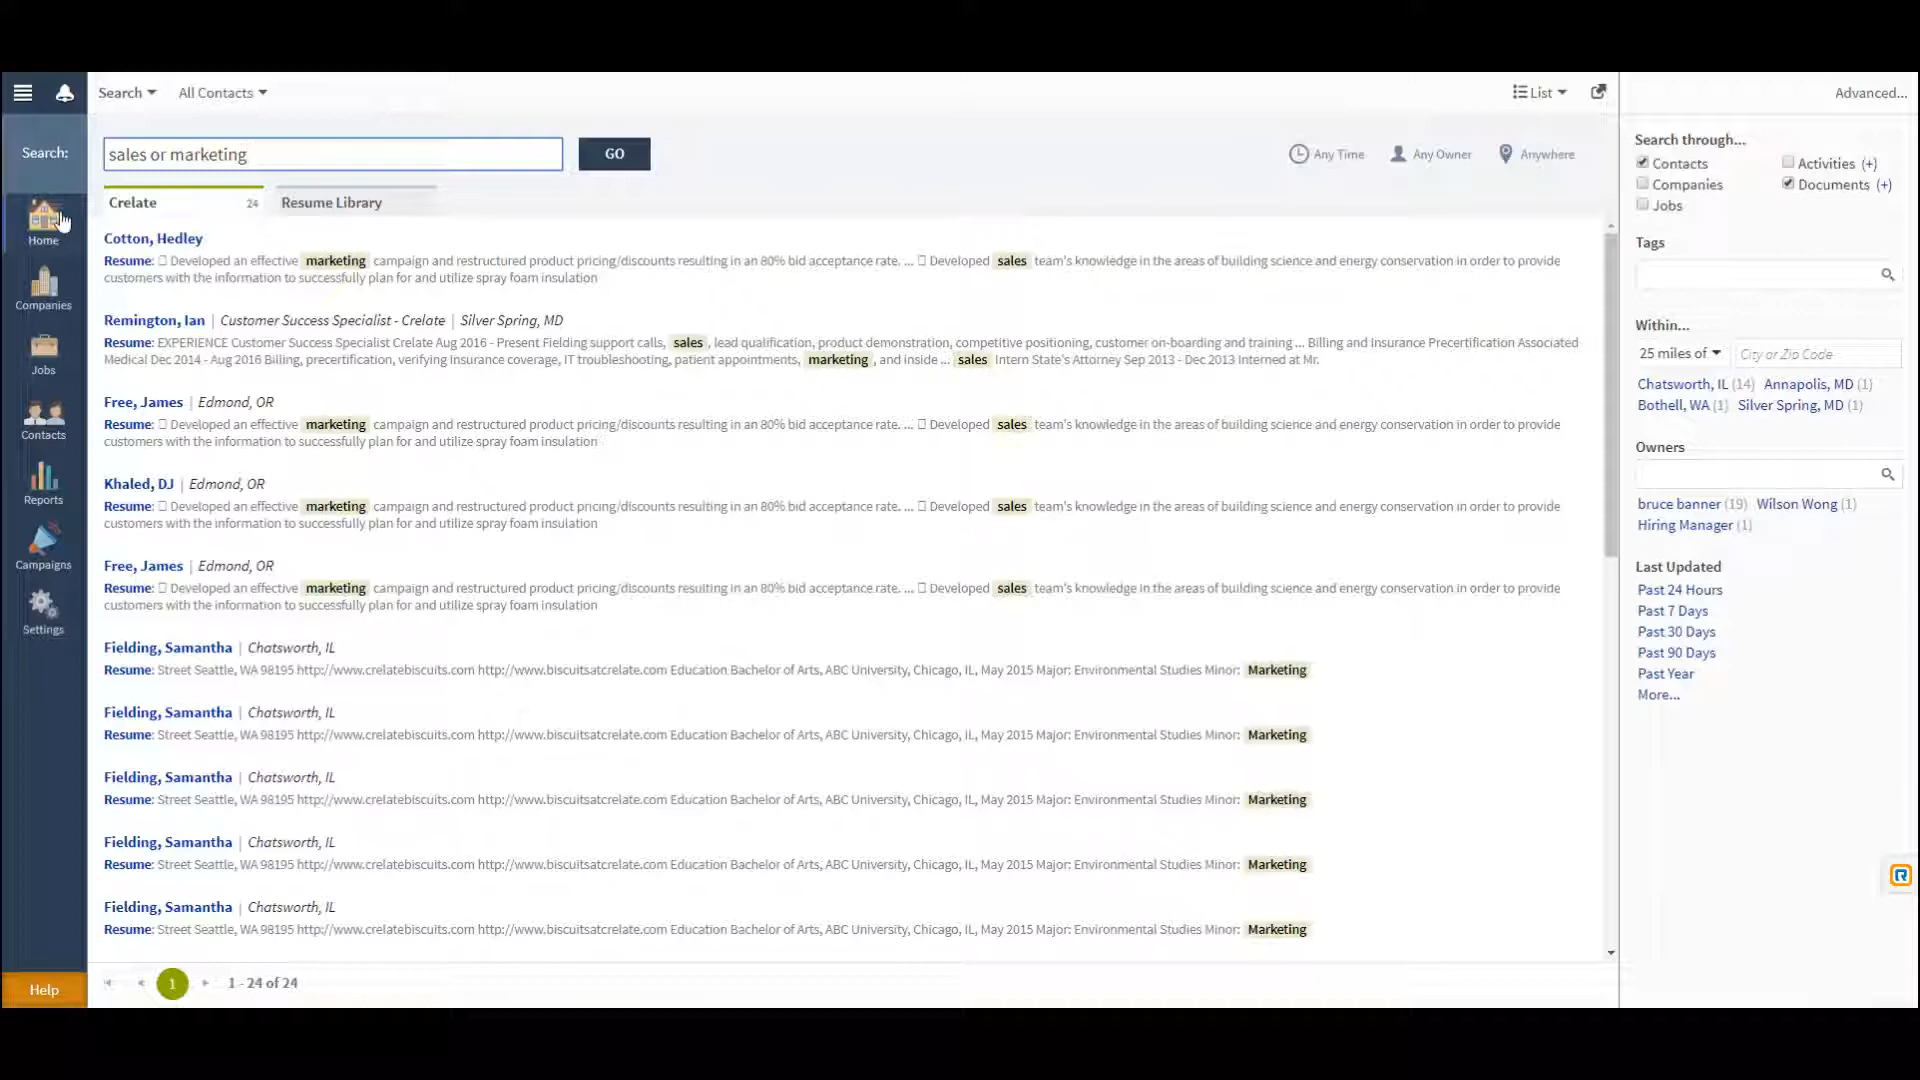 Search All Contacts List Advanced...
Search:
sales or marketing GO Any Time Any Owner Anywhere
Crelate 24 Resume Library
Home
Companies
Jobs
Contacts
Reports
Campaigns
Settings
Help
Cotton, Hedley
Resume: Developed an effective marketing campaign and restructured product pricing/discounts resulting in an 80% bid acceptance rate. ... Developed sales team's knowledge in the areas of building science and energy conservation in order to provide
customers with the information to successfully plan for and utilize spray foam insulation
Remington, Ian | Customer Success Specialist - Crelate | Silver Spring, MD
Resume: EXPERIENCE Customer Success Specialist Crelate Aug 2016 - Present Fielding support calls, sales, lead qualification, product demonstration, competitive positioning, customer on-boarding and training ... Billing and Insurance Precertification Associated
Medical Dec 2014 - Aug 2016 Billing, precertification, verifying insurance coverage, IT troubleshooting, patient appointments, marketing, and inside ... sales Intern State's Attorney Sep 2013 - Dec 2013 Interned at Mr.
Free, James | Edmond, OR
Resume: Developed an effective marketing campaign and restructured product pricing/discounts resulting in an 80% bid acceptance rate. ... Developed sales team's knowledge in the areas of building science and energy conservation in order to provide
customers with the information to successfully plan for and utilize spray foam insulation
Khaled, DJ | Edmond, OR
Resume: Developed an effective marketing campaign and restructured product pricing/discounts resulting in an 80% bid acceptance rate. ... Developed sales team's knowledge in the areas of building science and energy conservation in order to provide
customers with the information to successfully plan for and utilize spray foam insulation
Free, James | Edmond, OR
Resume: Developed an effective marketing campaign and restructured product pricing/discounts resulting in an 80% bid acceptance rate. ... Developed sales team's knowledge in the areas of building science and energy conservation in order to provide
customers with the information to successfully plan for and utilize spray foam insulation
Fielding, Samantha | Chatsworth, IL
Resume: Street Seattle, WA 98195 http://www.crelatebiscuits.com http://www.biscuitsatcrelate.com Education Bachelor of Arts, ABC University, Chicago, IL, May 2015 Major: Environmental Studies Minor: Marketing
Fielding, Samantha | Chatsworth, IL
Resume: Street Seattle, WA 98195 http://www.crelatebiscuits.com http://www.biscuitsatcrelate.com Education Bachelor of Arts, ABC University, Chicago, IL, May 2015 Major: Environmental Studies Minor: Marketing
Fielding, Samantha | Chatsworth, IL
Resume: Street Seattle, WA 98195 http://www.crelatebiscuits.com http://www.biscuitsatcrelate.com Education Bachelor of Arts, ABC University, Chicago, IL, May 2015 Major: Environmental Studies Minor: Marketing
Fielding, Samantha | Chatsworth, IL
Resume: Street Seattle, WA 98195 http://www.crelatebiscuits.com http://www.biscuitsatcrelate.com Education Bachelor of Arts, ABC University, Chicago, IL, May 2015 Major: Environmental Studies Minor: Marketing
Fielding, Samantha | Chatsworth, IL
Resume: Street Seattle, WA 98195 http://www.crelatebiscuits.com http://www.biscuitsatcrelate.com Education Bachelor of Arts, ABC University, Chicago, IL, May 2015 Major: Environmental Studies Minor: Marketing
1 1 - 24 of 24
Search through...
Contacts Activities (+)
Companies Documents (+)
Jobs
Tags
Within...
25 miles of City or Zip Code
Chatsworth, IL (14) Annapolis, MD (1)
Bothell, WA (1) Silver Spring, MD (1)
Owners
bruce banner (19) Wilson Wong (1)
Hiring Manager (1)
Last Updated
Past 24 Hours
Past 7 Days
Past 30 Days
Past 90 Days
Past Year
More...